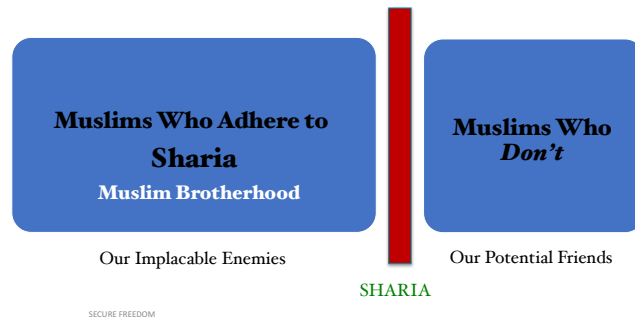 Muslims Who Adhere to
Sharia
Muslim Brotherhood
Muslims Who
Don't
Our Implacable Enemies
Our Potential Friends
SHARIA
SECURE FREEDOM